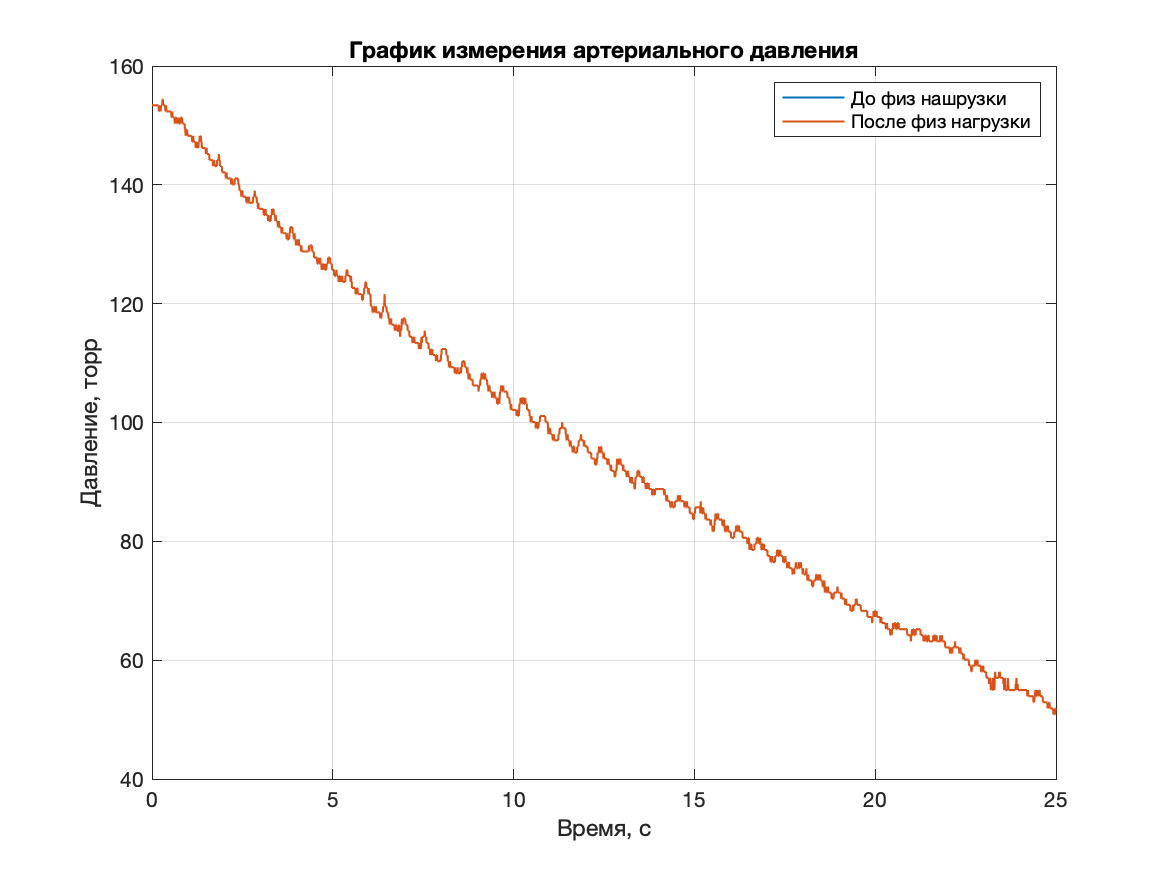 График измерения артериального давления
160
До физ нашрузки
После физ нагрузки
140
120
100
80
60
40
Давление, торр
0 5 10 15 20 25
Время, с